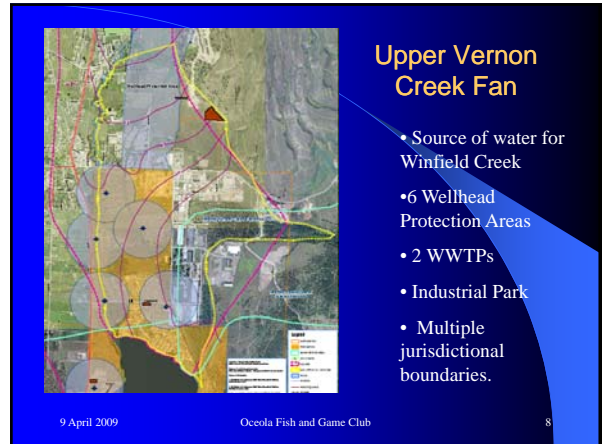 Upper Vernon
Creek Fan
• Source of water for
Winfield Creek
•6 Wellhead
Protection Areas
• 2 WWTPs
• Industrial Park
• Multiple
jurisdictional
boundaries.
9 April 2009
Oceola Fish and Game Club
8